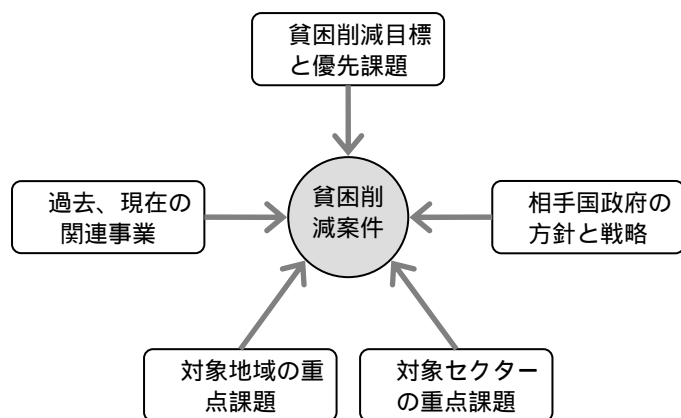 貧困削減目標
と優先課題
過去、現在の
関連事業
貧困削
減案件
相手国政府の
方針と戦略
対象地域の重
点課題
対象セクター
の重点課題